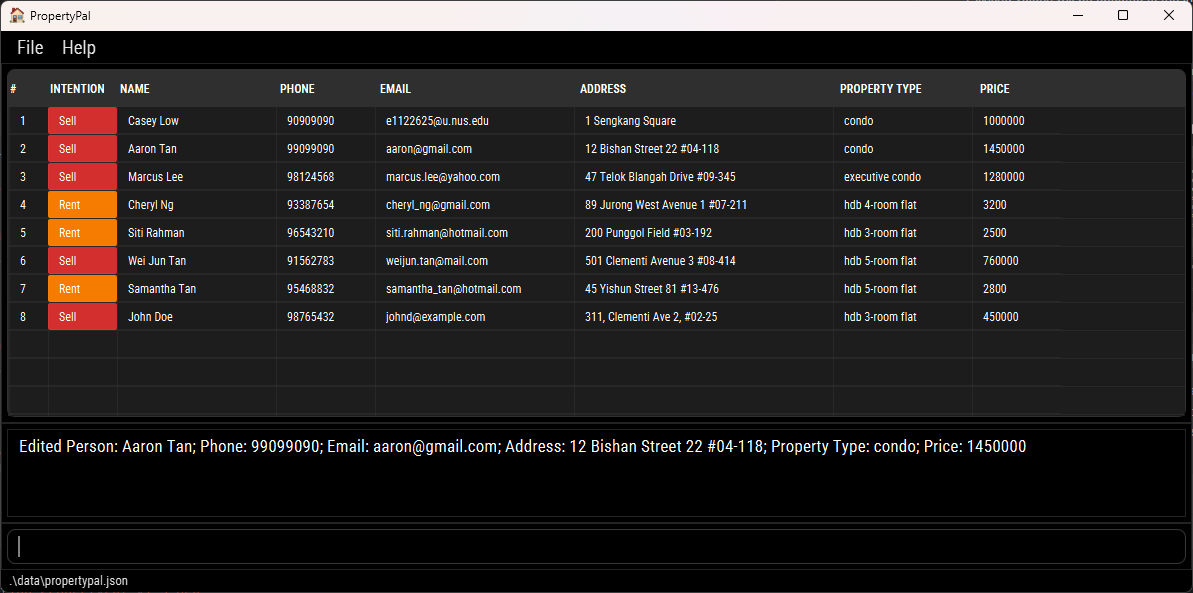 PropertyPal
File Help
# INTENTION NAME PHONE EMAIL ADDRESS PROPERTY TYPE PRICE
1 Sell Casey Low 90909090 e1122625@u.nus.edu 1 Sengkang Square condo 1000000
2 Sell Aaron Tan 99099090 aaron@gmail.com 12 Bishan Street 22 #04-118 condo 1450000
3 Sell Marcus Lee 98124568 marcus.lee@yahoo.com 47 Telok Blangah Drive #09-345 executive condo 1280000
4 Rent Cheryl Ng 93387654 cheryl_ng@gmail.com 89 Jurong West Avenue 1 #07-211 hdb 4-room flat 3200
5 Rent Siti Rahman 96543210 siti.rahman@hotmail.com 200 Punggol Field #03-192 hdb 3-room flat 2500
6 Sell Wei Jun Tan 91562783 weijun.tan@mail.com 501 Clementi Avenue 3 #08-414 hdb 5-room flat 760000
7 Rent Samantha Tan 95468832 samantha_tan@hotmail.com 45 Yishun Street 81 #13-476 hdb 5-room flat 2800
8 Sell John Doe 98765432 johnd@example.com 311, Clementi Ave 2, #02-25 hdb 3-room flat 450000
Edited Person: Aaron Tan; Phone: 99099090; Email: aaron@gmail.com; Address: 12 Bishan Street 22 #04-118; Property Type: condo; Price: 1450000
.\data\propertypal.json